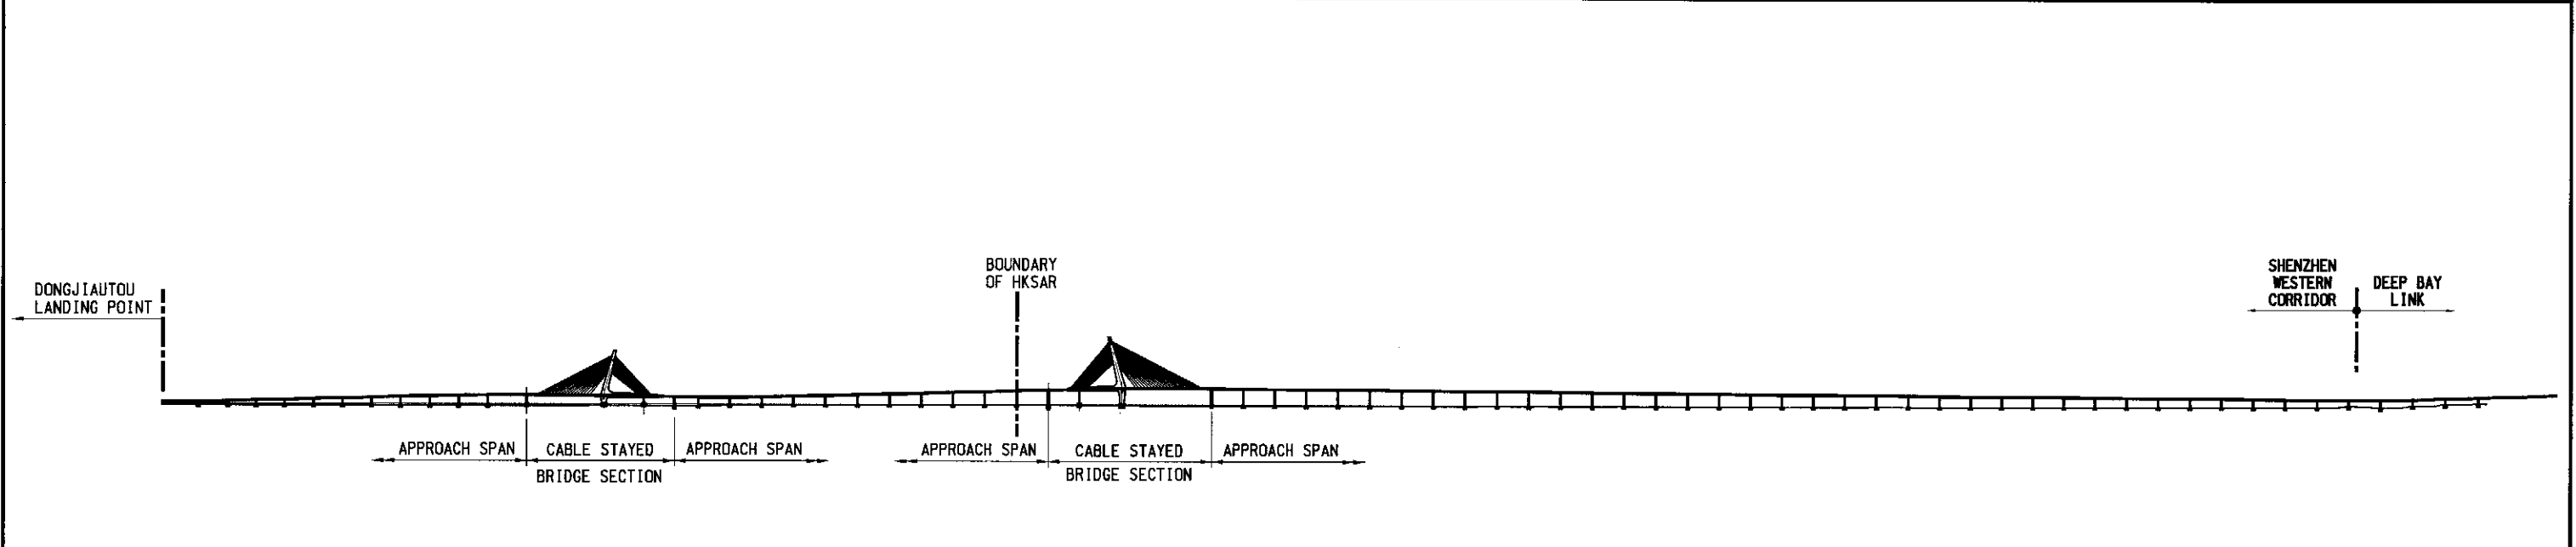 DONGJIAUTOU
LANDING POINT
BOUNDARY
OF HKSAR
SHENZHEN
WESTERN
CORRIDOR
DEEP BAY
LINK
APPROACH SPAN
CABLE STAYED
BRIDGE SECTION
APPROACH SPAN
APPROACH SPAN
CABLE STAYED
BRIDGE SECTION
APPROACH SPAN